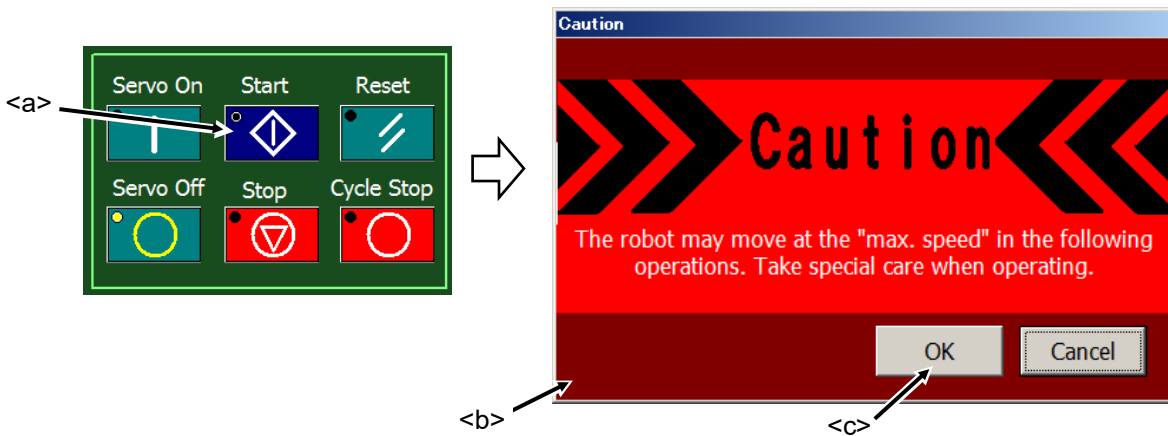 <a>
Servo On Start Reset
Servo Off Stop Cycle Stop
Caution
Caution
The robot may move at the "max. speed" in the following
operations. Take special care when operating.
OK Cancel
<b>
<c>